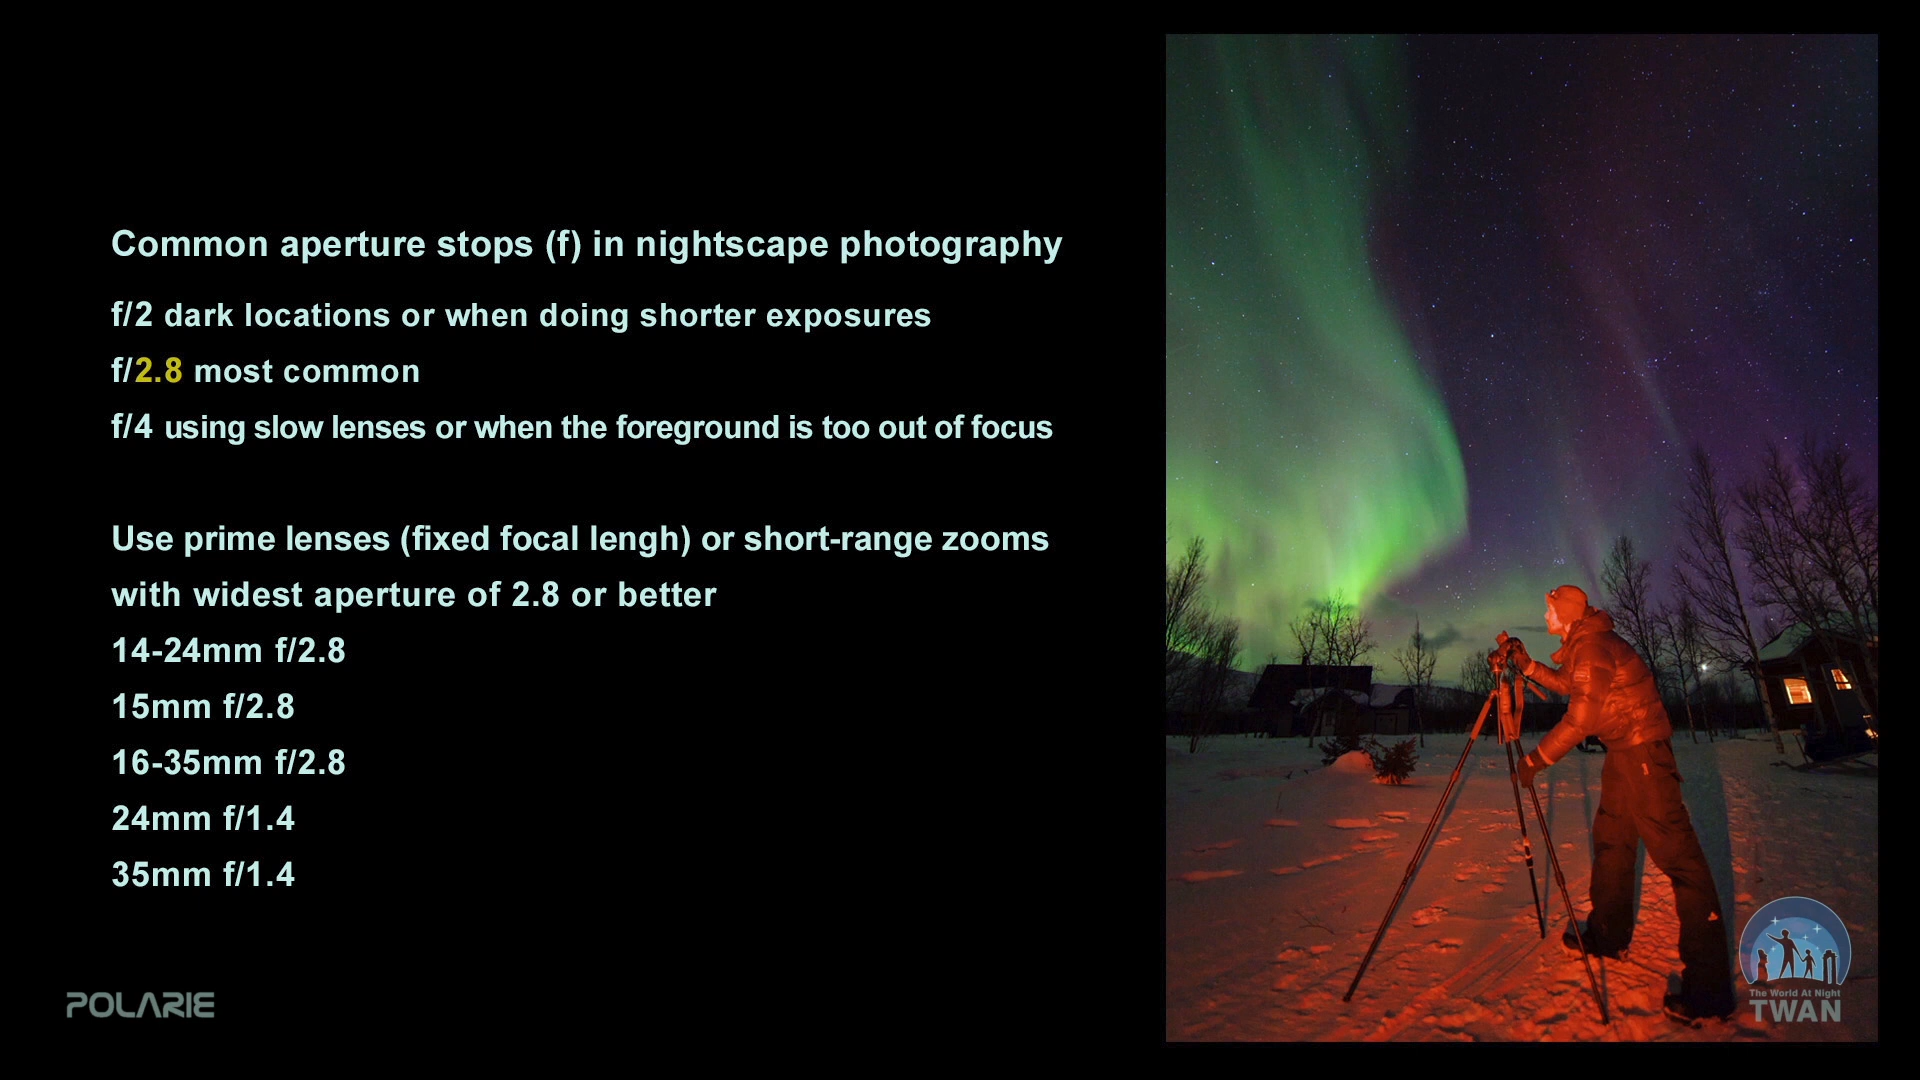 Common aperture stops (f) in nightscape photography
f/2 dark locations or when doing shorter exposures
f/2.8 most common
f/4 using slow lenses or when the foreground is too out of focus
Use prime lenses (fixed focal lengh) or short-range zooms
with widest aperture of 2.8 or better
14-24mm f/2.8
15mm f/2.8
16-35mm f/2.8
24mm f/1.4
35mm f/1.4
POLARIE
The World At Night
TWAN